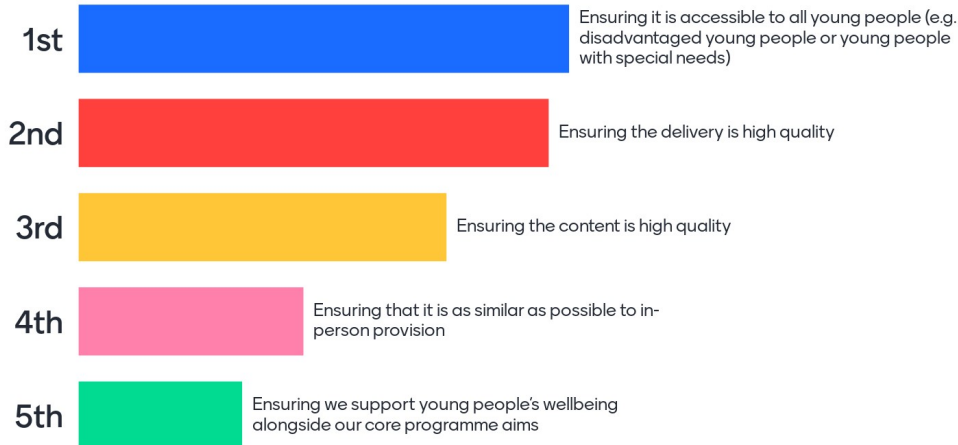 1st
Ensuring it is accessible to all young people (e.g.
disadvantaged young people or young people
with special needs)
2nd
Ensuring the delivery is high quality
3rd
Ensuring the content is high quality
4th
Ensuring that it is as similar as possible to in-
person provision
5th
Ensuring we support young people’s wellbeing
alongside our core programme aims